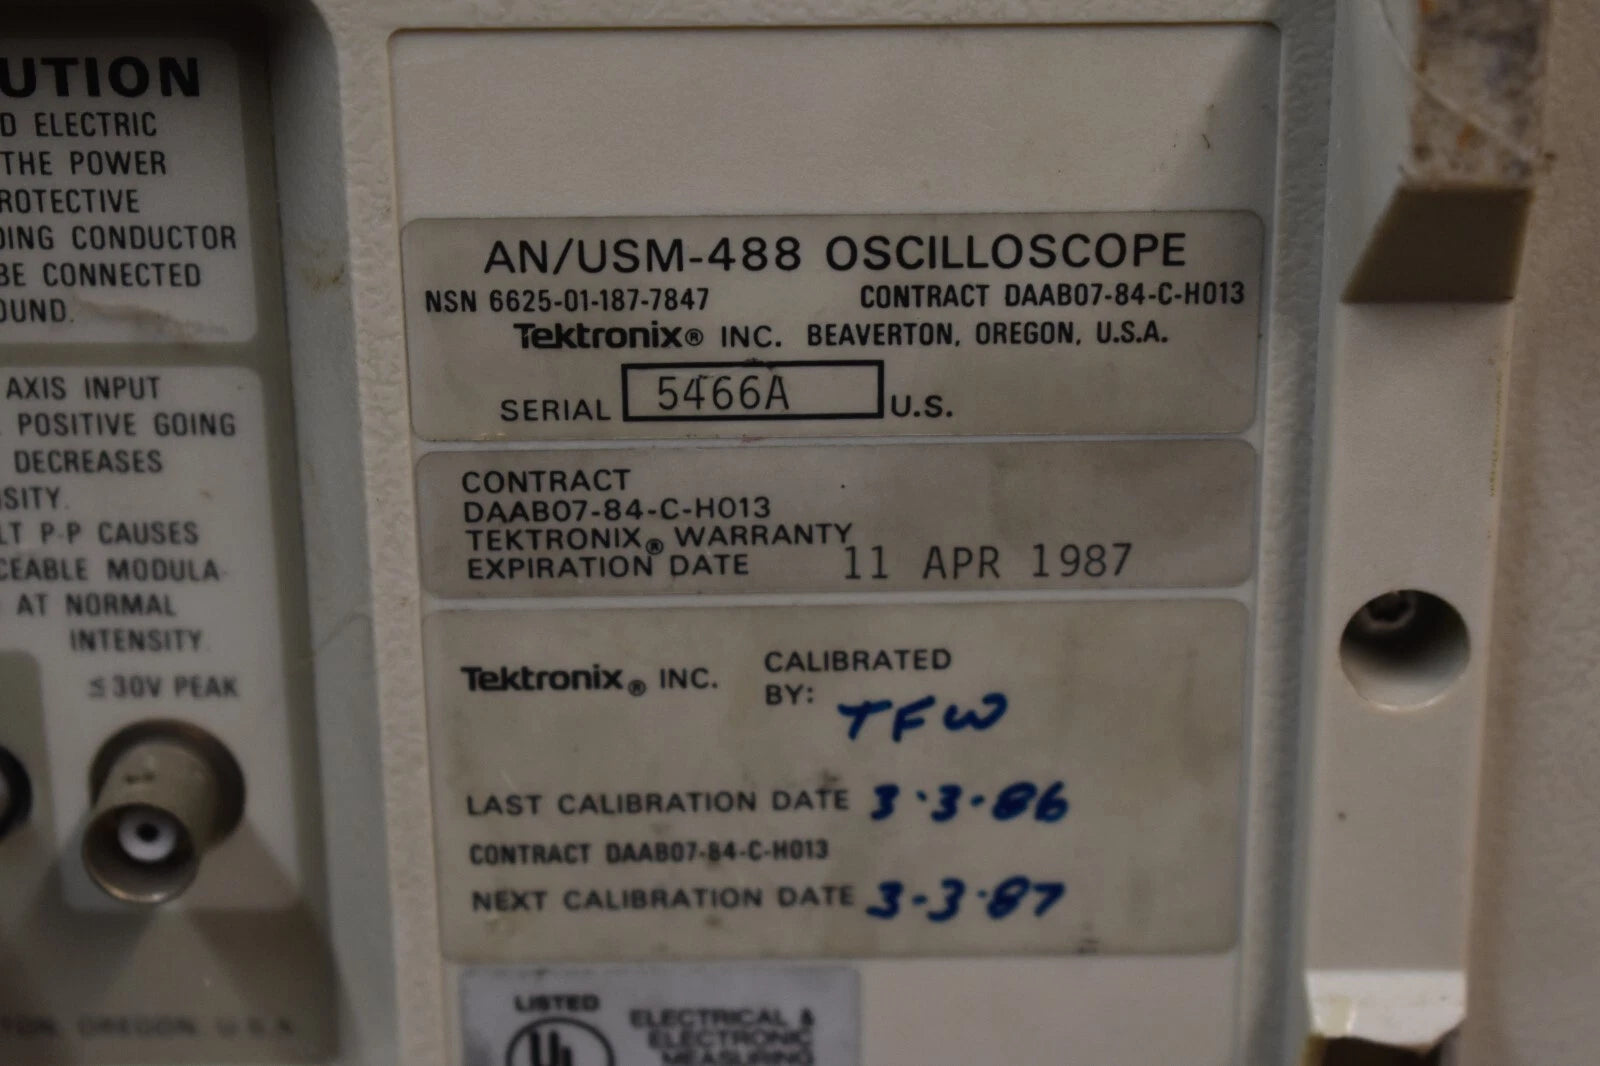 UTION
D ELECTRIC
THE POWER
ROTECTIVE
DING CONDUCTOR
BE CONNECTED
OUND.
AXIS INPUT
POSITIVE GOING
DECREASES
SITY.
LT P-P CAUSES
CEABLE MODULA-
AT NORMAL
INTENSITY.
≤30V PEAK
TON, OREGON, U.S.A.
AN/USM-488 OSCILLOSCOPE
NSN 6625-01-187-7847 CONTRACT DAAB07-84-C-H013
Tektronix® INC. BEAVERTON, OREGON, U.S.A.
SERIAL 5466A U.S.
CONTRACT
DAAB07-84-C-H013
TEKTRONIX® WARRANTY
EXPIRATION DATE 11 APR 1987
Tektronix® INC. CALIBRATED
BY: TFW
LAST CALIBRATION DATE 3·3·86
CONTRACT DAAB07-84-C-H013
NEXT CALIBRATION DATE 3-3-87
LISTED
UL
ELECTRICAL &
ELECTRONIC
MEASURING